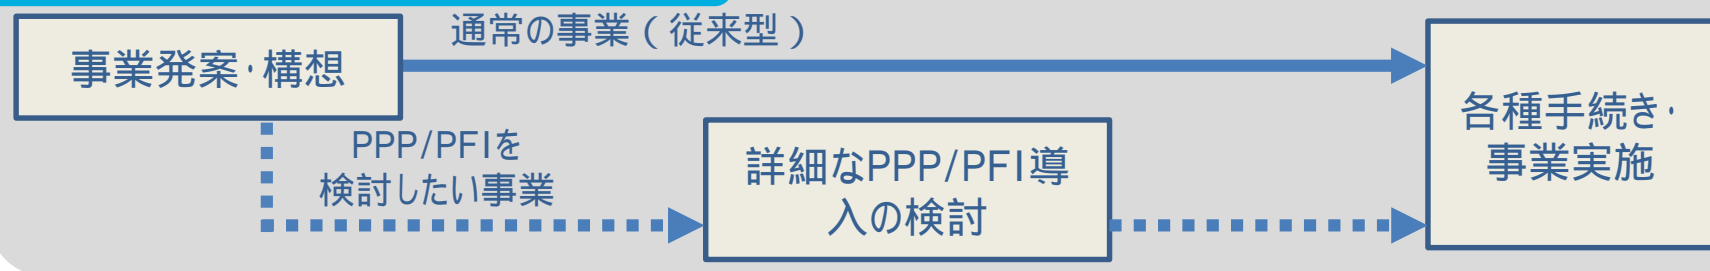 通常の事業(従来型)
事業発案・構想
PPP/PFIを
検討したい事業
詳細なPPP/PFI導
入の検討
各種手続き・
事業実施